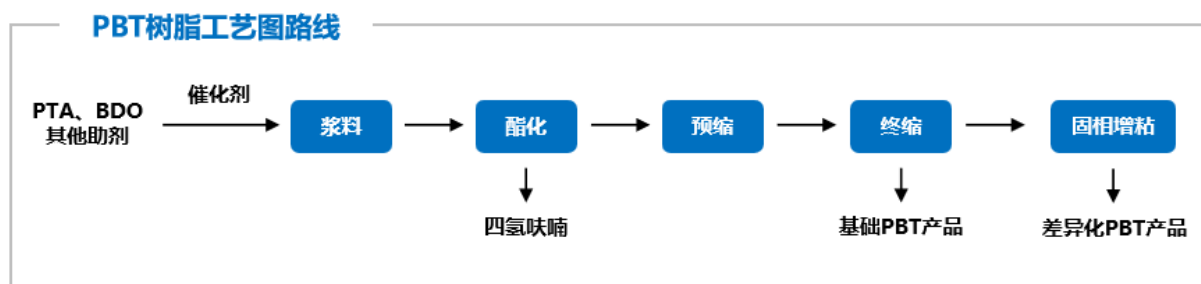 PBT树脂工艺图路线
催化剂
PTA、BDO
其他助剂
浆料
酯化
预缩
终缩
固相增粘
四氢呋喃
基础PBT产品
差异化PBT产品